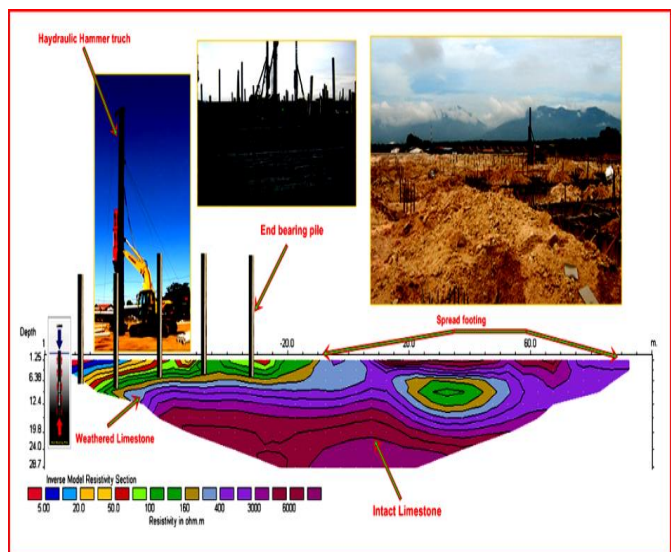 Haydraulic Hammer truch
End bearing pile
Spread footing
Depth 1 -20.0 20.0 60.0 m.
1.25
6.38
12.4
19.8
24.0
28.7
Weathered Limestone
Intact Limestone
Inverse Model Resistivity Section
5.00 20.0 50.0 100 160 400 3000 6000
Resistivity in ohm.m